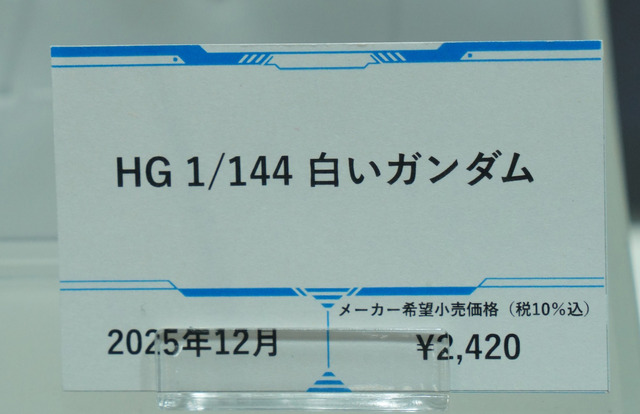 HG 1/144 白いガンダム
メーカー希望小売価格（税10%込）
2025年12月
¥2,420